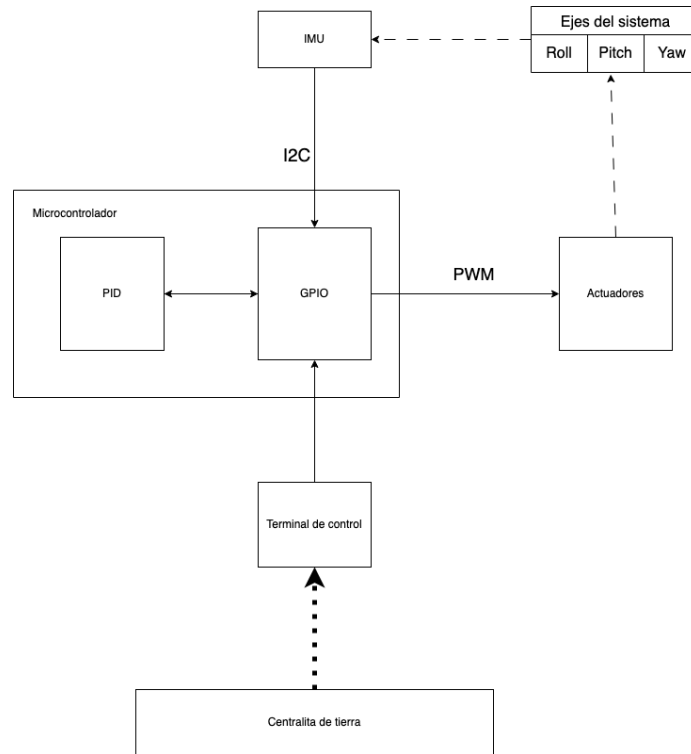 Ejes del sistema
IMU
Roll Pitch Yaw
I2C
Microcontrolador
PID
GPIO
PWM
Actuadores
Terminal de control
Centralita de tierra